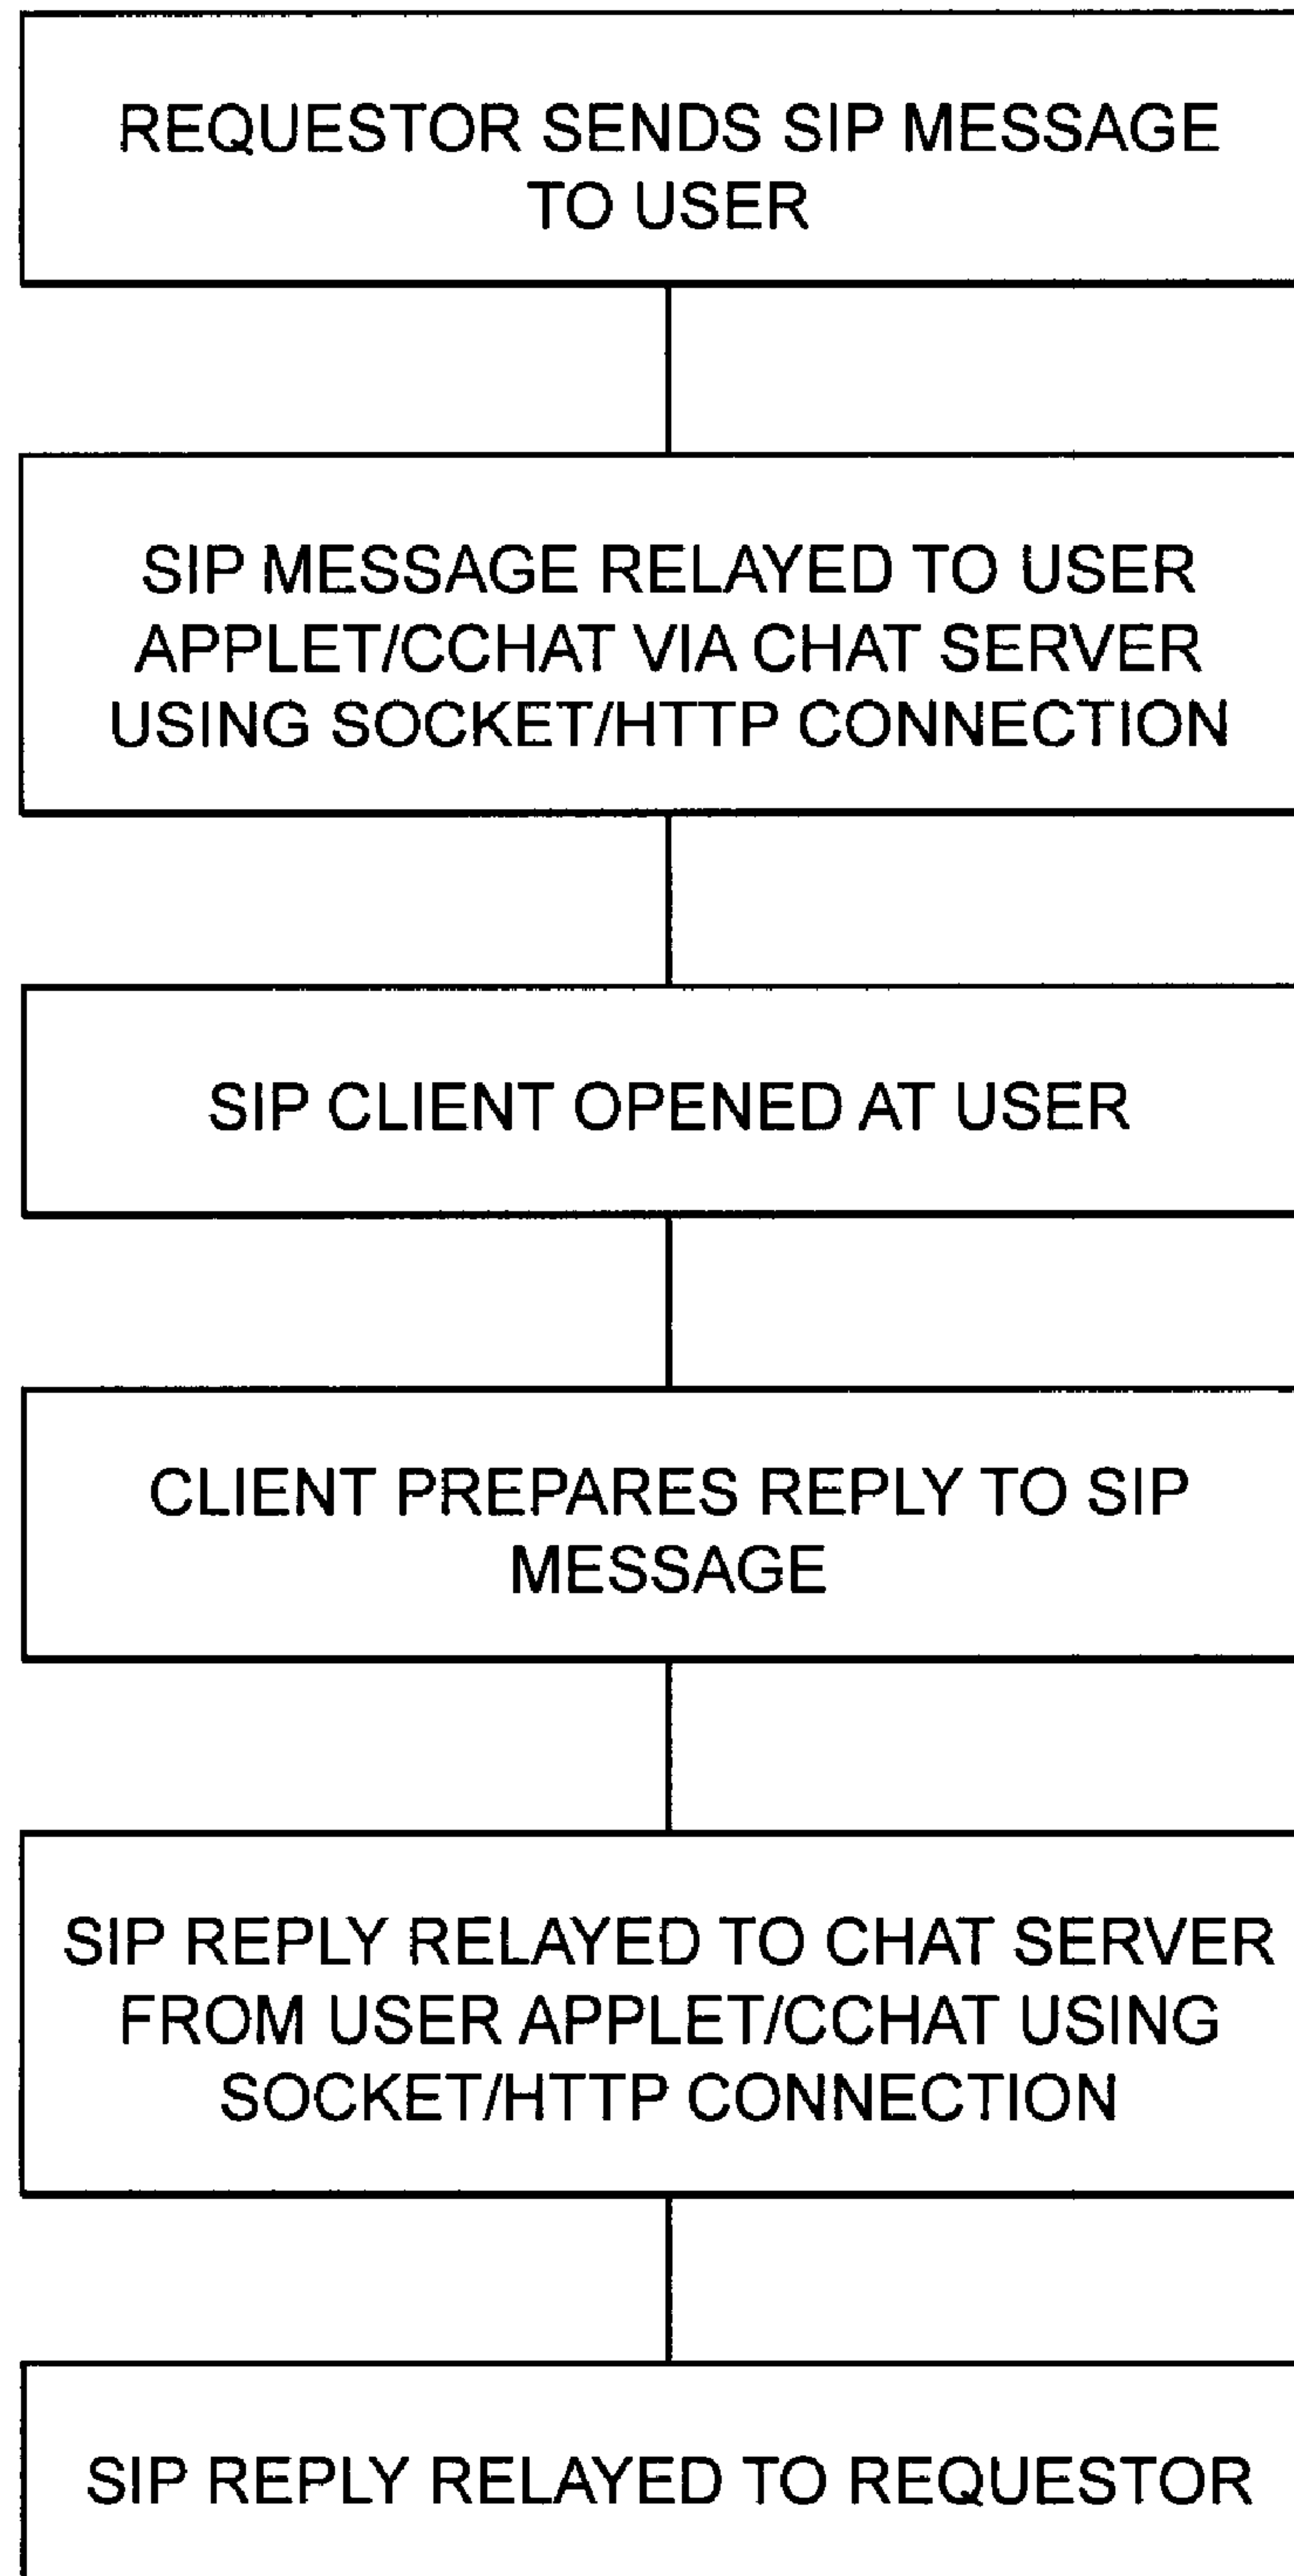 REQUESTOR SENDS SIP MESSAGE
TO USER
SIP MESSAGE RELAYED TO USER
APPLET/CCHAT VIA CHAT SERVER
USING SOCKET/HTTP CONNECTION
SIP CLIENT OPENED AT USER
CLIENT PREPARES REPLY TO SIP
MESSAGE
SIP REPLY RELAYED TO CHAT SERVER
FROM USER APPLET/CCHAT USING
SOCKET/HTTP CONNECTION
SIP REPLY RELAYED TO REQUESTOR